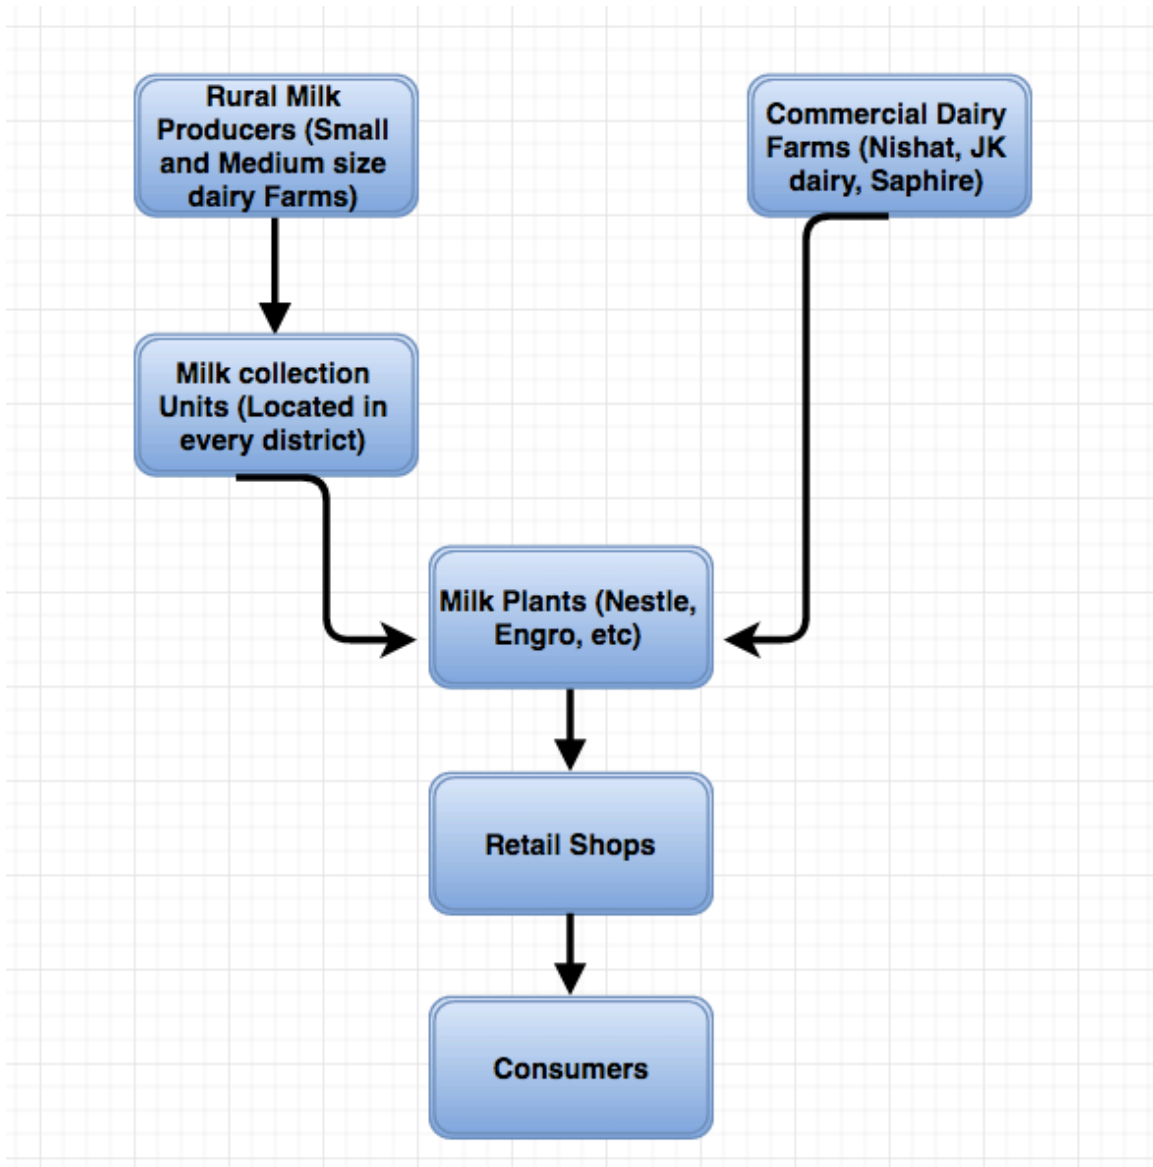 Rural Milk
Producers (Small
and Medium size
dairy Farms)
Commercial Dairy
Farms (Nishat, JK
dairy, Saphire)
Milk collection
Units (Located in
every district)
Milk Plants (Nestle,
Engro, etc)
Retail Shops
Consumers